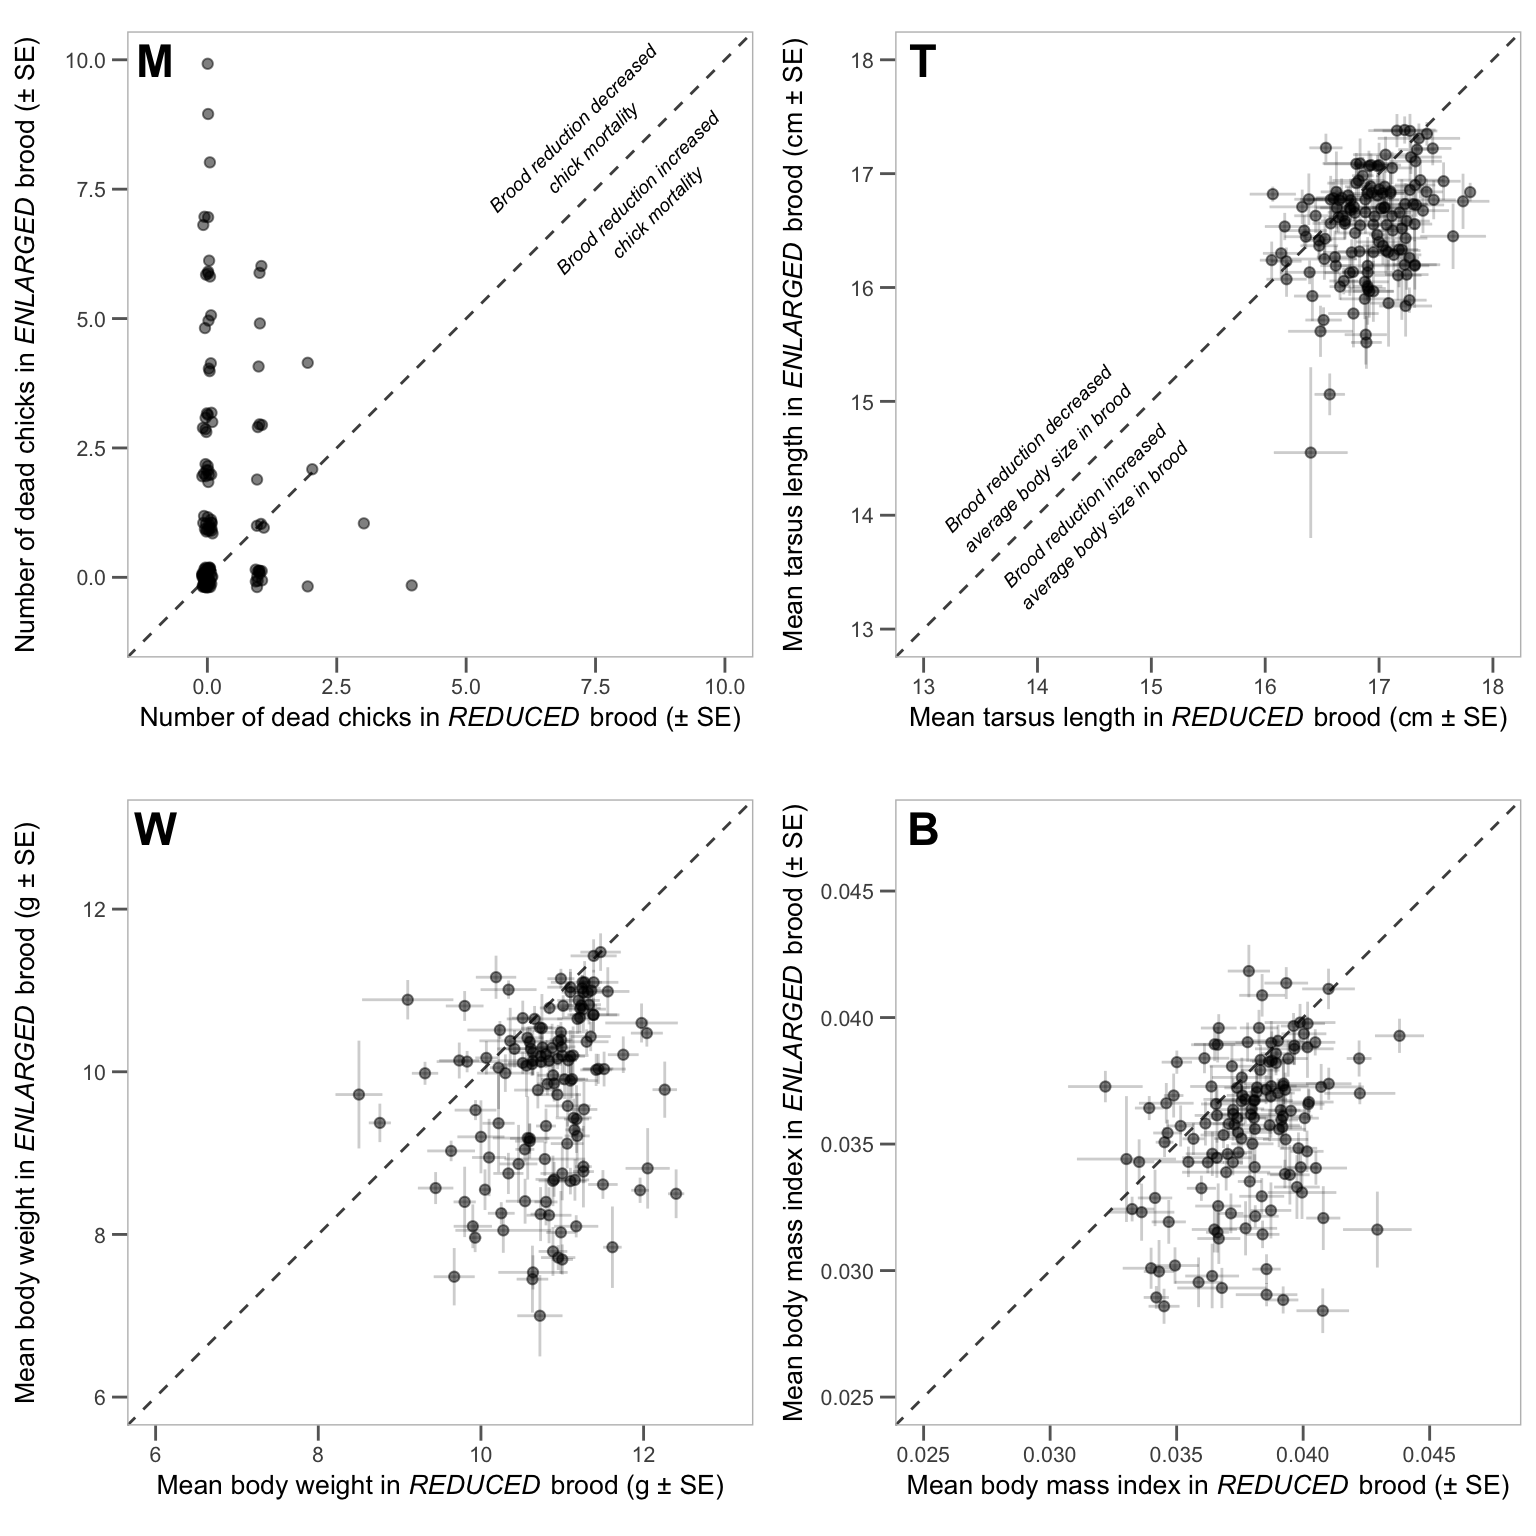 M
Number of dead chicks in ENLARGED brood (± SE)
10.0
7.5
5.0
2.5
0.0
Brood reduction decreased
chick mortality
Brood reduction increased
chick mortality
0.0 2.5 5.0 7.5 10.0
Number of dead chicks in REDUCED brood (± SE)
T
Mean tarsus length in ENLARGED brood (cm ± SE)
18
17
16
15
14
13
Brood reduction decreased
average body size in brood
Brood reduction increased
average body size in brood
13 14 15 16 17 18
Mean tarsus length in REDUCED brood (cm ± SE)
W
Mean body weight in ENLARGED brood (g ± SE)
12
10
8
6
6 8 10 12
Mean body weight in REDUCED brood (g ± SE)
B
Mean body mass index in ENLARGED brood (± SE)
0.045
0.040
0.035
0.030
0.025
0.025 0.030 0.035 0.040 0.045
Mean body mass index in REDUCED brood (± SE)